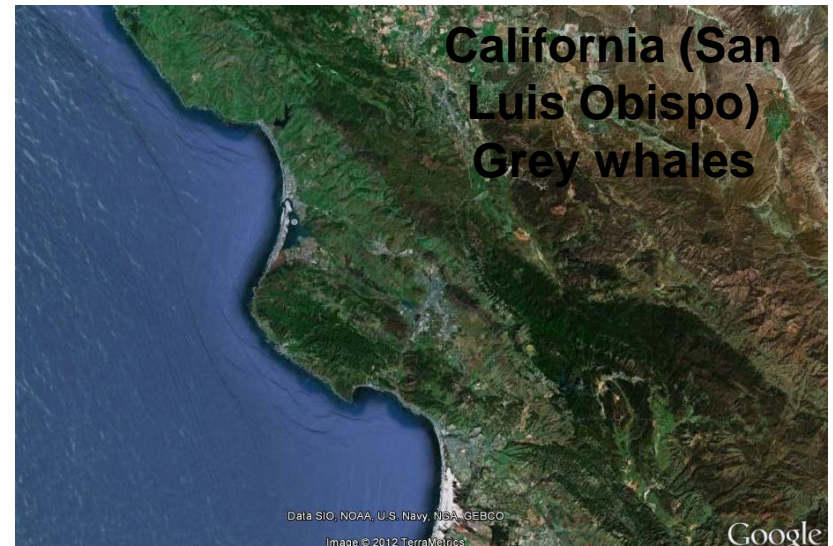 California (San
Luis Obispo)
Grey whales
Data SIO, NOAA, U.S. Navy, NGA, GEBCO
Image © 2012 TerraMetrics
Google